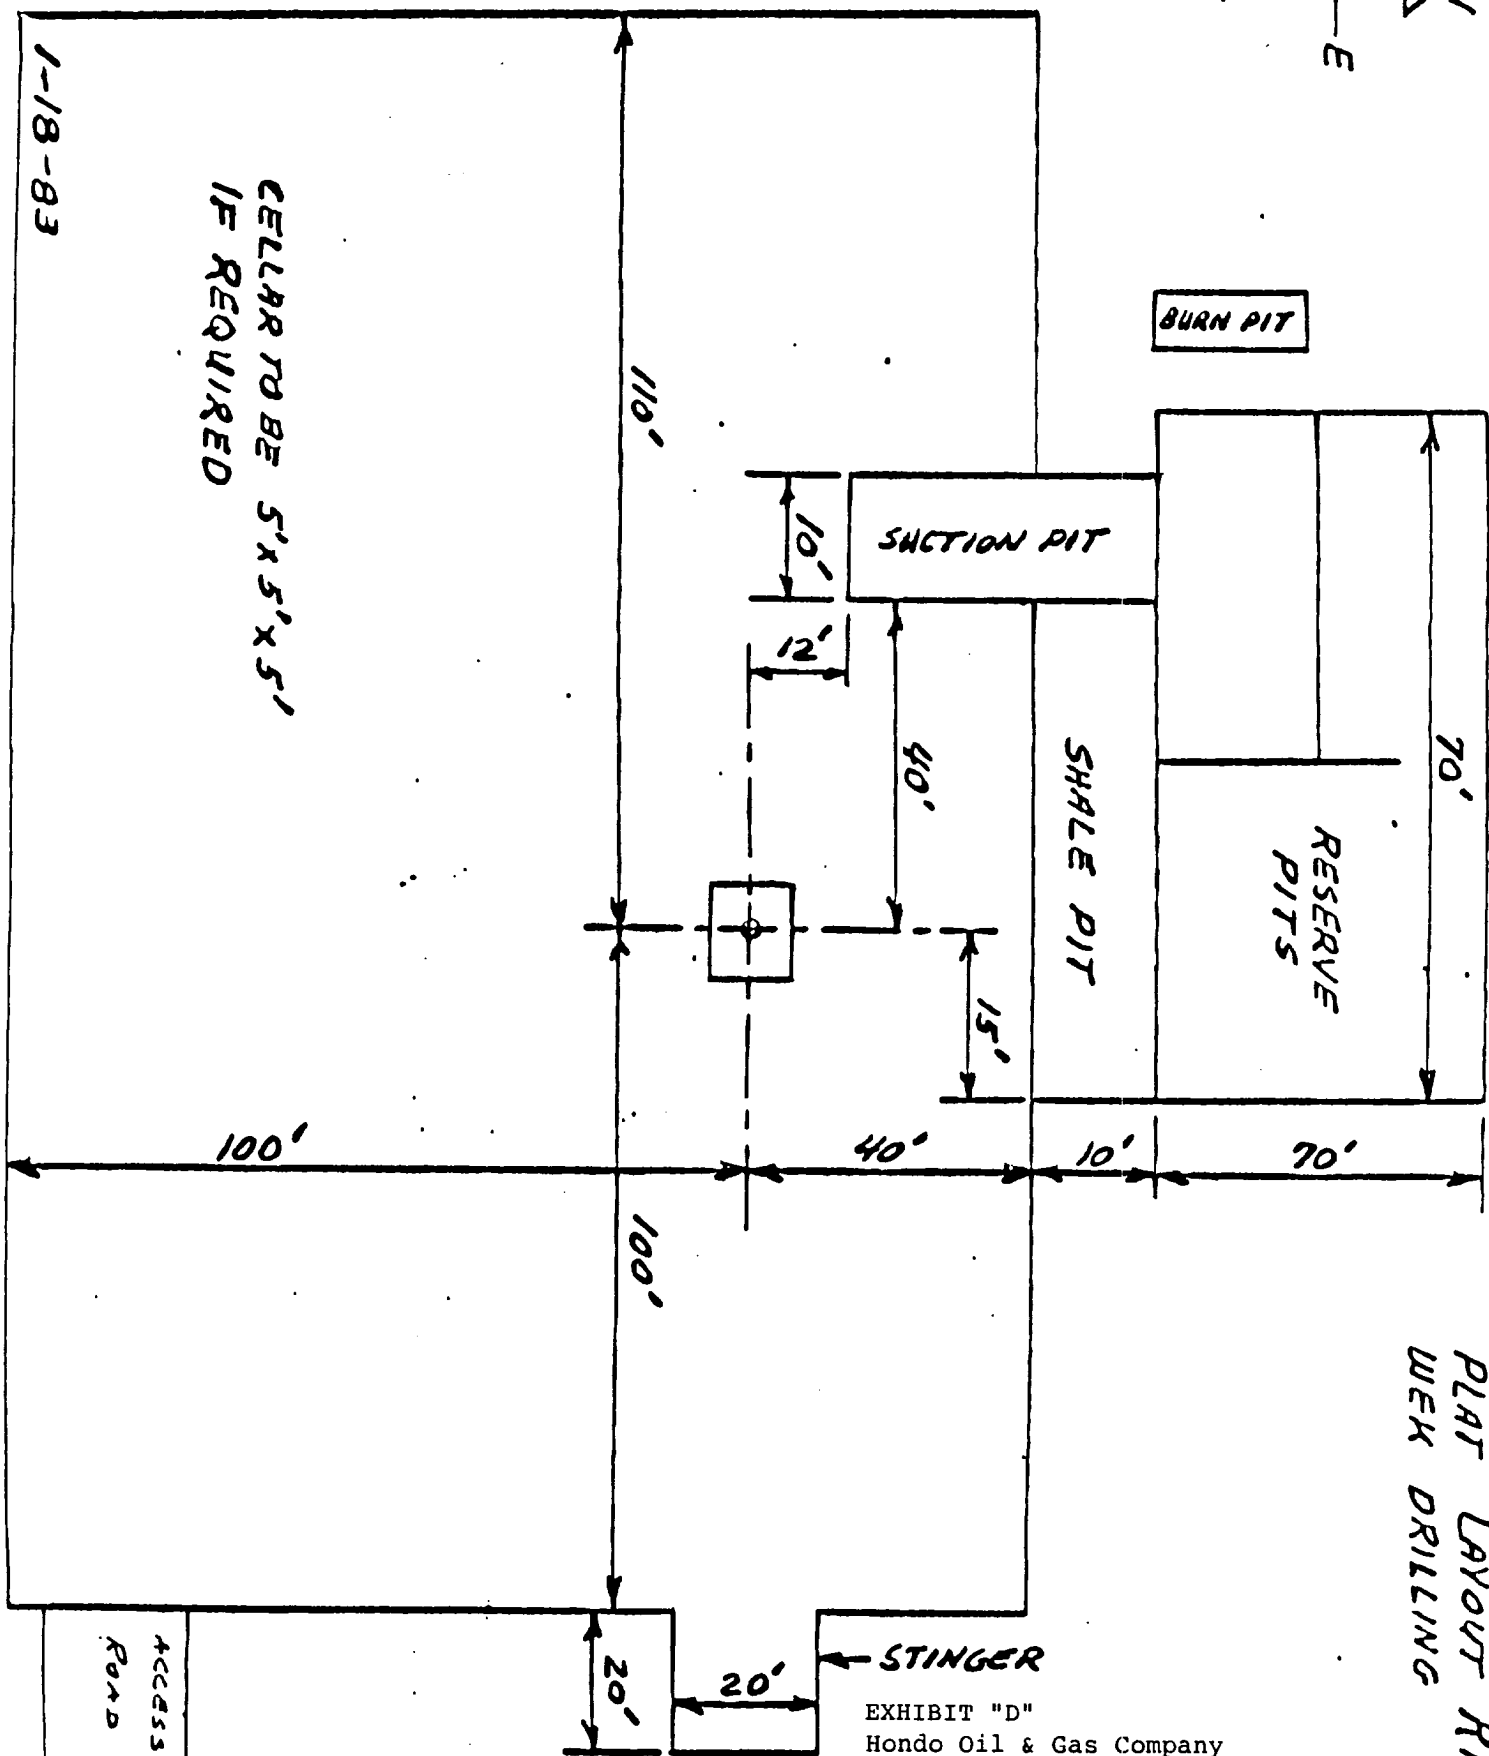 E
BURN PIT
70'
RESERVE
PITS
SUCTION PIT
SHALE PIT
10'
12'
40'
15'
110'
CELLAR TO BE 5' x 5' x 5'
IF REQUIRED
1-18-83
100'
40'
10'
70'
100'
PLAT LAYOUT
WEK DRILLING
STINGER
20'
20'
ACCESS
ROAD
EXHIBIT "D"
Hondo Oil & Gas Company